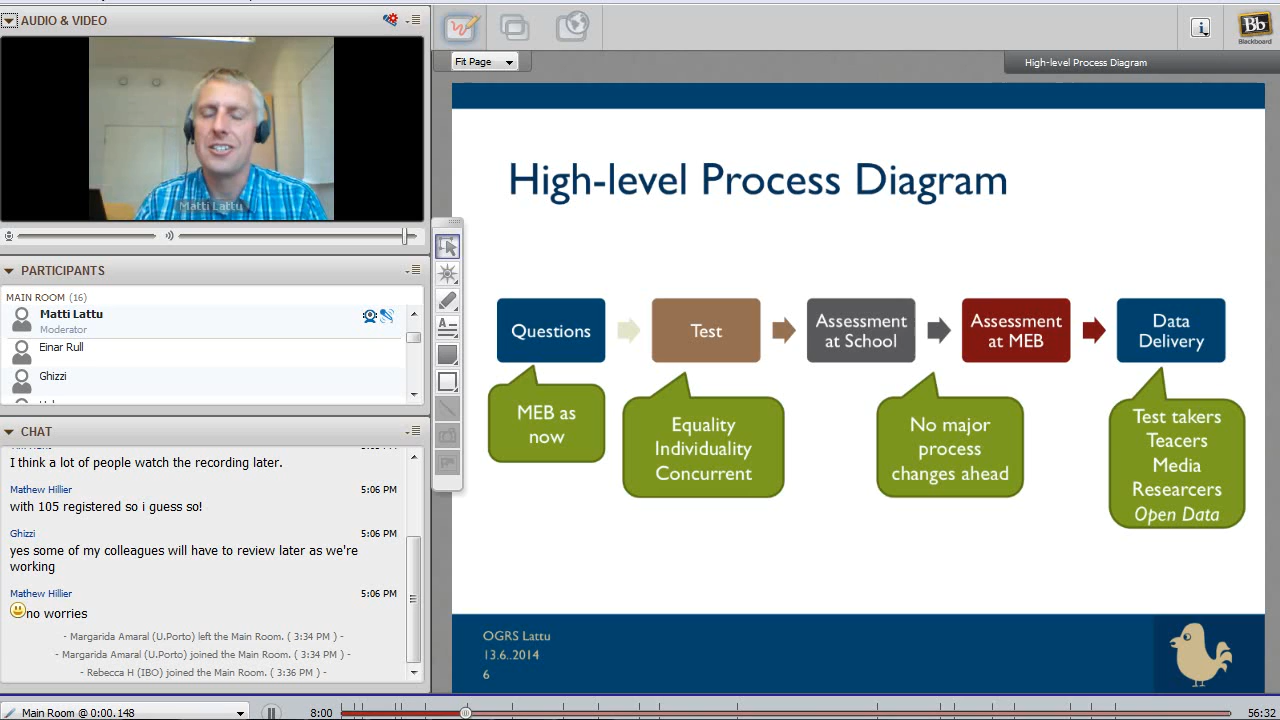 AUDIO & VIDEO
Matti Lattu
PARTICIPANTS
MAIN ROOM (16)
Matti Lattu
Moderator
Einar Rull
Ghizzi
CHAT
I think a lot of people watch the recording later.
Mathew Hillier 5:06 PM
with 105 registered so i guess so!
Ghizzi 5:06 PM
yes some of my colleagues will have to review later as we're
working
Mathew Hillier 5:06 PM
no worries
- Margarida Amaral (U.Porto) left the Main Room. ( 3:34 PM ) -
- Margarida Amaral (U.Porto) joined the Main Room. ( 3:34 PM ) -
- Rebecca H (IBO) joined the Main Room. ( 3:36 PM ) -
Main Room @ 0:00.148
8:00
56:32
Fit Page
i
Bb
Blackboard
High-level Process Diagram
High-level Process Diagram
Questions
Test
Assessment
at School
Assessment
at MEB
Data
Delivery
MEB as
now
Equality
Individuality
Concurrent
No major
process
changes ahead
Test takers
Teacers
Media
Researcers
Open Data
OGRS Lattu
13.6..2014
6